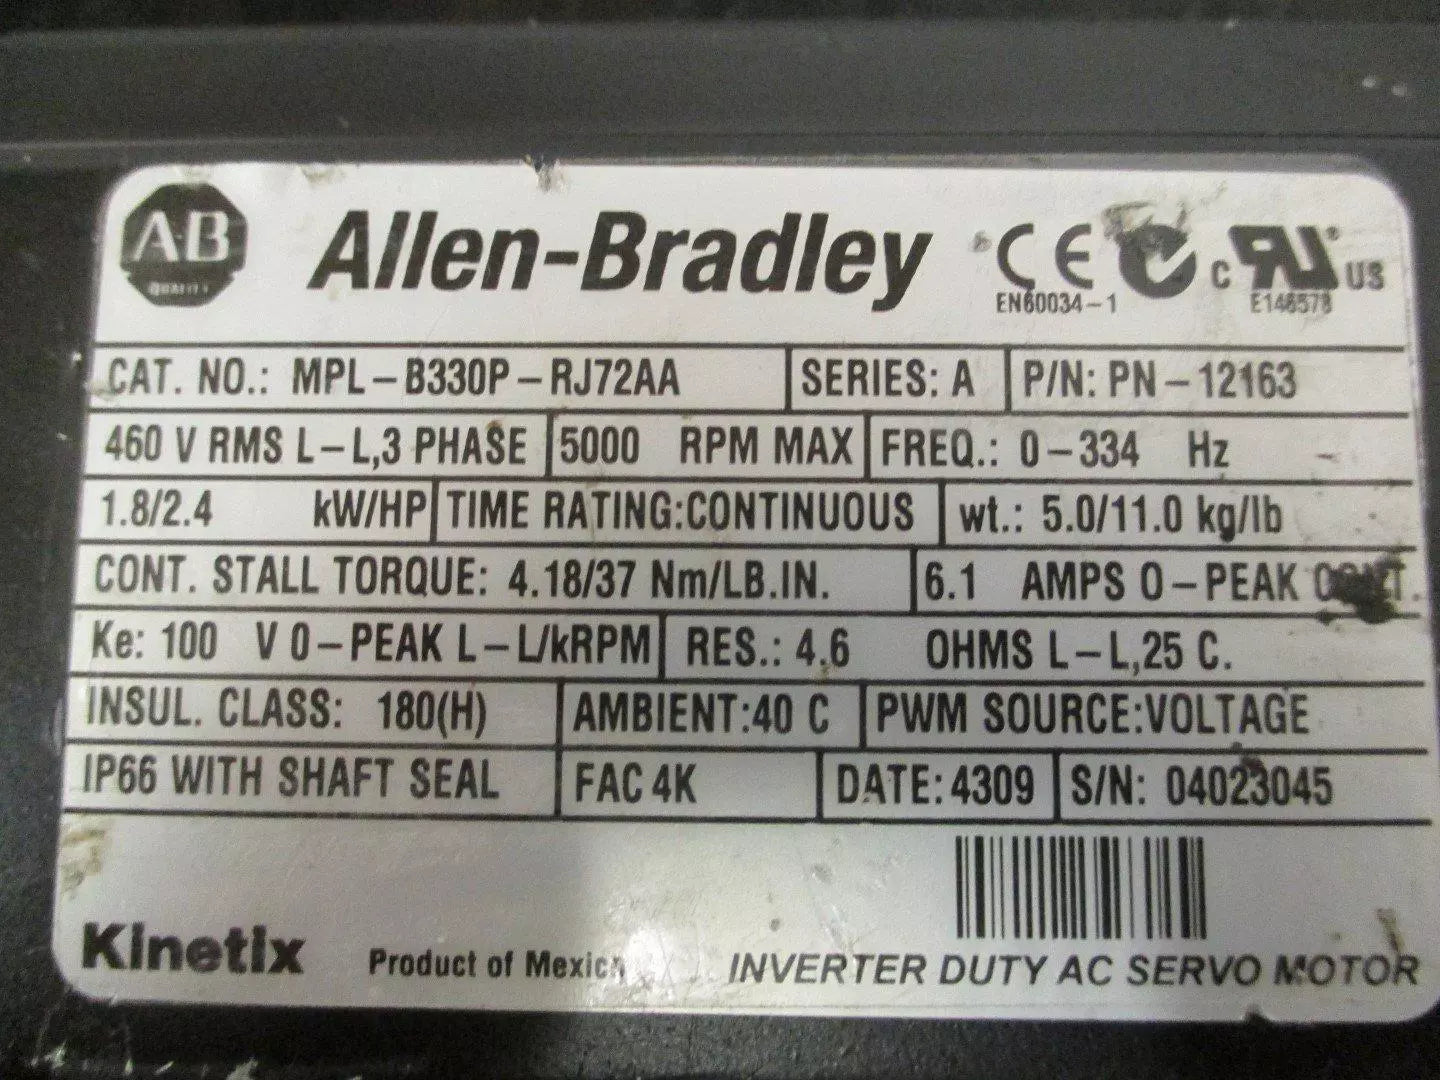 A-B
QUALITY
Allen-Bradley
CE
EN60034-1
C
US
E146578
CAT. NO.: MPL-B330P-RJ72AA SERIES: A P/N: PN-12163
460 V RMS L-L,3 PHASE 5000 RPM MAX FREQ.: 0-334 Hz
1.8/2.4 kW/HP TIME RATING:CONTINUOUS wt.: 5.0/11.0 kg/lb
CONT. STALL TORQUE: 4.18/37 Nm/LB.IN. 6.1 AMPS 0-PEAK CONT.
Ke: 100 V 0-PEAK L-L/kRPM RES.: 4.6 OHMS L-L,25 C.
INSUL. CLASS: 180(H) AMBIENT:40 C PWM SOURCE:VOLTAGE
IP66 WITH SHAFT SEAL FAC 4K DATE:4309 S/N: 04023045
Kinetix Product of Mexico INVERTER DUTY AC SERVO MOTOR